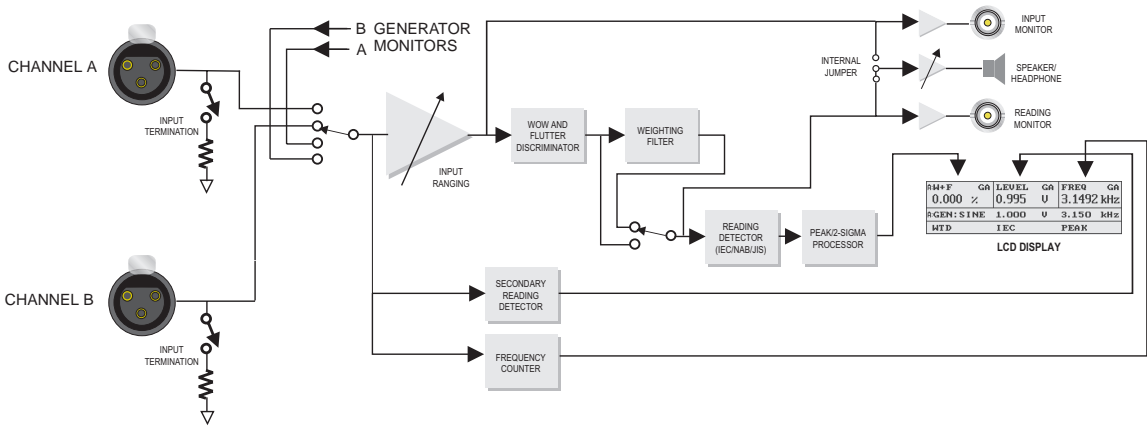 CHANNEL A
INPUT
TERMINATION
B GENERATOR
A MONITORS
INPUT
RANGING
WOW AND
FLUTTER
DISCRIMINATOR
WEIGHTING
FILTER
INTERNAL
JUMPER
INPUT
MONITOR
SPEAKER/
HEADPHONE
READING
MONITOR
READING
DETECTOR
(IEC/NAB/JIS)
PEAK/2-SIGMA
PROCESSOR
A:W+F GA LEVEL GA FREQ GA
0.000 % 0.995 V 3.1492 kHz
A:GEN:SINE 1.000 V 3.150 kHz
WTD IEC PEAK
LCD DISPLAY
CHANNEL B
INPUT
TERMINATION
SECONDARY
READING
DETECTOR
FREQUENCY
COUNTER